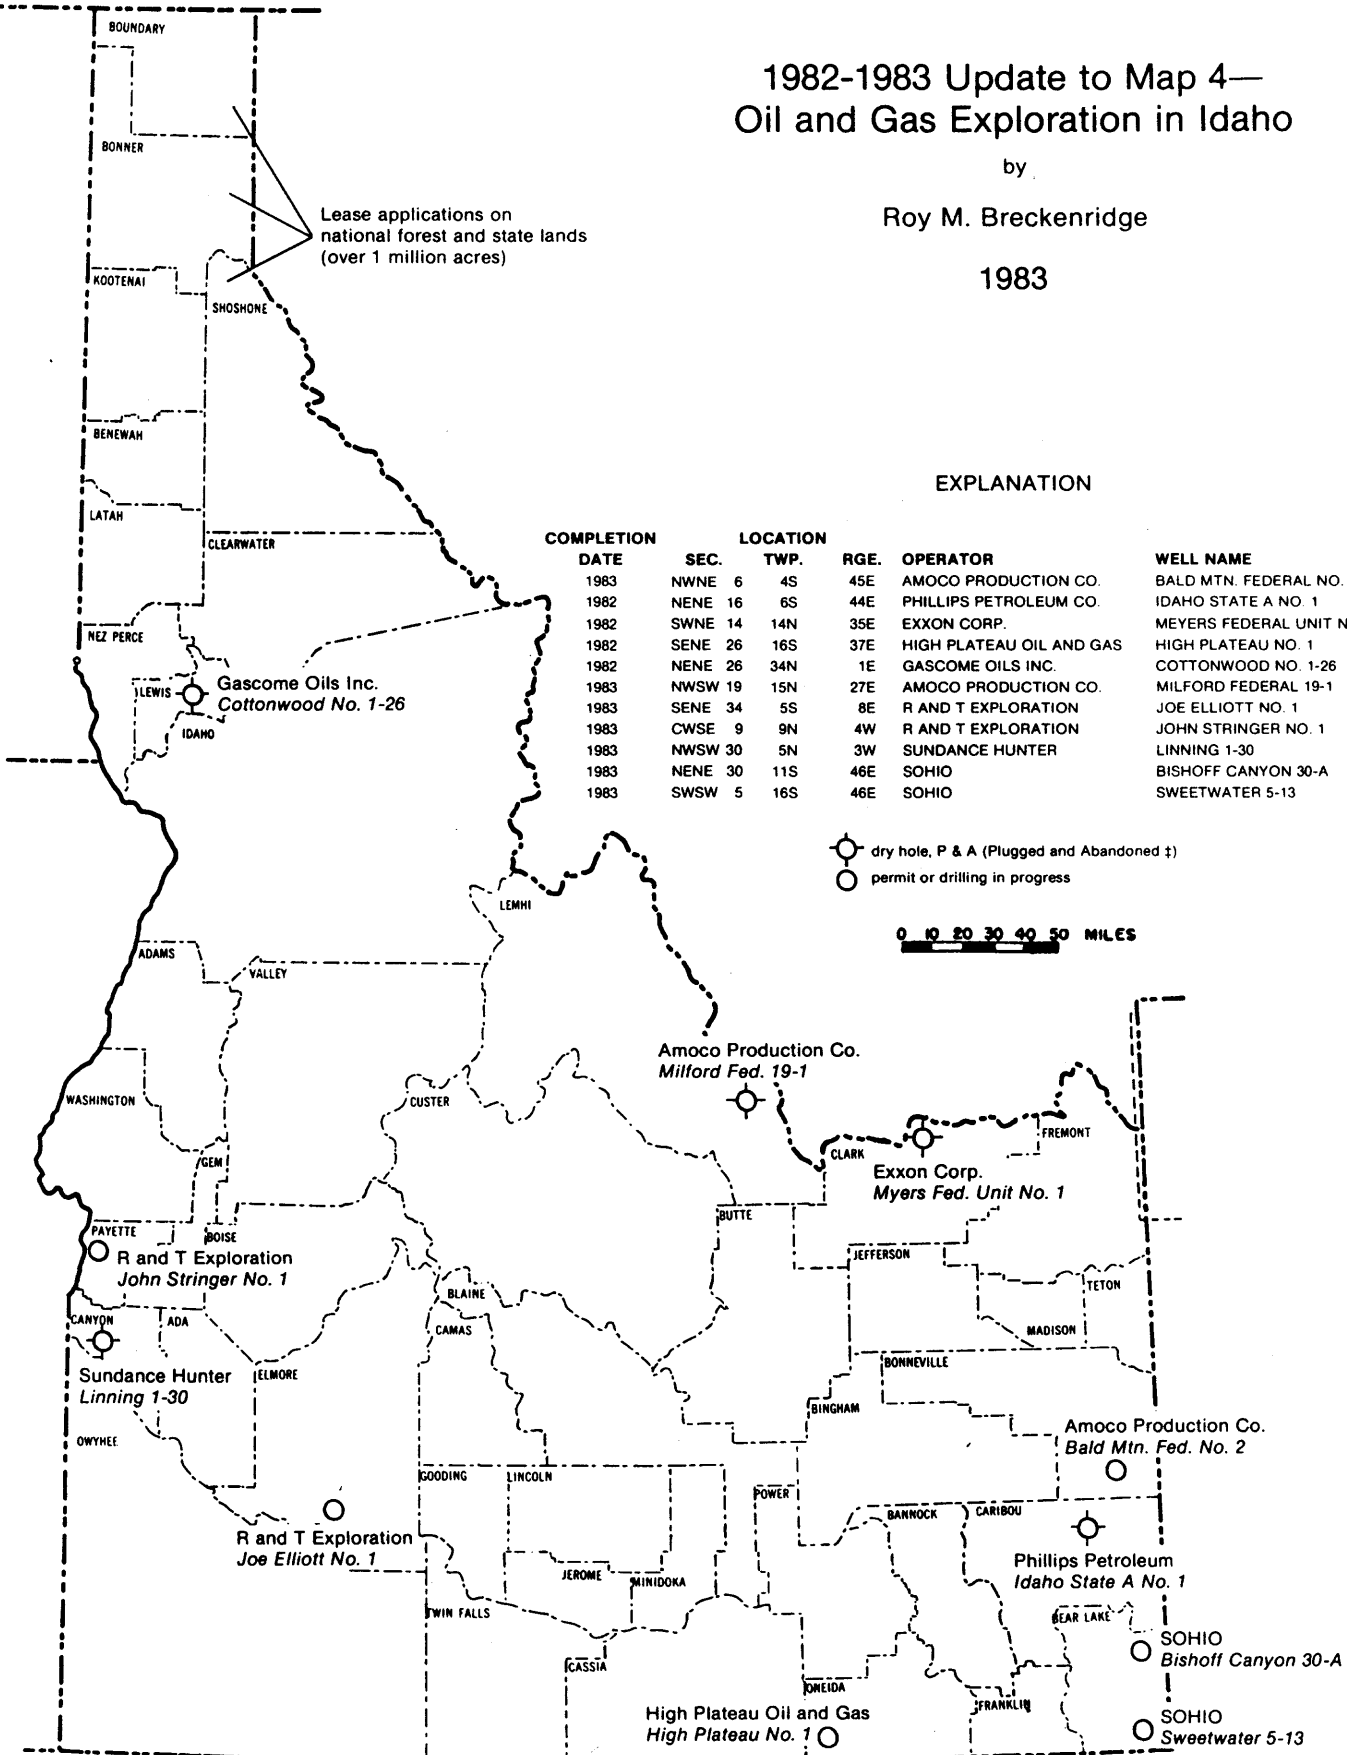 1982-1983 Update to Map 4—
Oil and Gas Exploration in Idaho
by
Roy M. Breckenridge
1983
BOUNDARY
BONNER
Lease applications on
national forest and state lands
(over 1 million acres)
KOOTENAI
SHOSHONE
BENEWAH
LATAH
CLEARWATER
NEZ PERCE
LEWIS
Gascome Oils Inc.
Cottonwood No. 1-26
IDAHO
EXPLANATION
COMPLETION LOCATION
DATE SEC. TWP. RGE. OPERATOR WELL NAME
1983 NWNE 6 4S 45E AMOCO PRODUCTION CO. BALD MTN. FEDERAL NO.
1982 NENE 16 6S 44E PHILLIPS PETROLEUM CO. IDAHO STATE A NO. 1
1982 SWNE 14 14N 35E EXXON CORP. MEYERS FEDERAL UNIT N
1982 SENE 26 16S 37E HIGH PLATEAU OIL AND GAS HIGH PLATEAU NO. 1
1982 NENE 26 34N 1E GASCOME OILS INC. COTTONWOOD NO. 1-26
1983 NWSW 19 15N 27E AMOCO PRODUCTION CO. MILFORD FEDERAL 19-1
1983 SENE 34 5S 8E R AND T EXPLORATION JOE ELLIOTT NO. 1
1983 CWSE 9 9N 4W R AND T EXPLORATION JOHN STRINGER NO. 1
1983 NWSW 30 5N 3W SUNDANCE HUNTER LINNING 1-30
1983 NENE 30 11S 46E SOHIO BISHOFF CANYON 30-A
1983 SWSW 5 16S 46E SOHIO SWEETWATER 5-13
dry hole, P & A (Plugged and Abandoned ‡)
permit or drilling in progress
0 10 20 30 40 50 MILES
LEMHI
ADAMS
VALLEY
Amoco Production Co.
Milford Fed. 19-1
WASHINGTON
CUSTER
FREMONT
CLARK
GEM
Exxon Corp.
Myers Fed. Unit No. 1
BUTTE
PAYETTE
BOISE
R and T Exploration
John Stringer No. 1
JEFFERSON
TETON
BLAINE
CANYON
ADA
CAMAS
MADISON
BONNEVILLE
Sundance Hunter
Linning 1-30
ELMORE
BINGHAM
OWYHEE
Amoco Production Co.
Bald Mtn. Fed. No. 2
GOODING
LINCOLN
POWER
BANNOCK
CARIBOU
R and T Exploration
Joe Elliott No. 1
Phillips Petroleum
Idaho State A No. 1
JEROME
MINIDOKA
TWIN FALLS
BEAR LAKE
SOHIO
Bishoff Canyon 30-A
CASSIA
ONEIDA
FRANKLIN
High Plateau Oil and Gas
High Plateau No. 1
SOHIO
Sweetwater 5-13